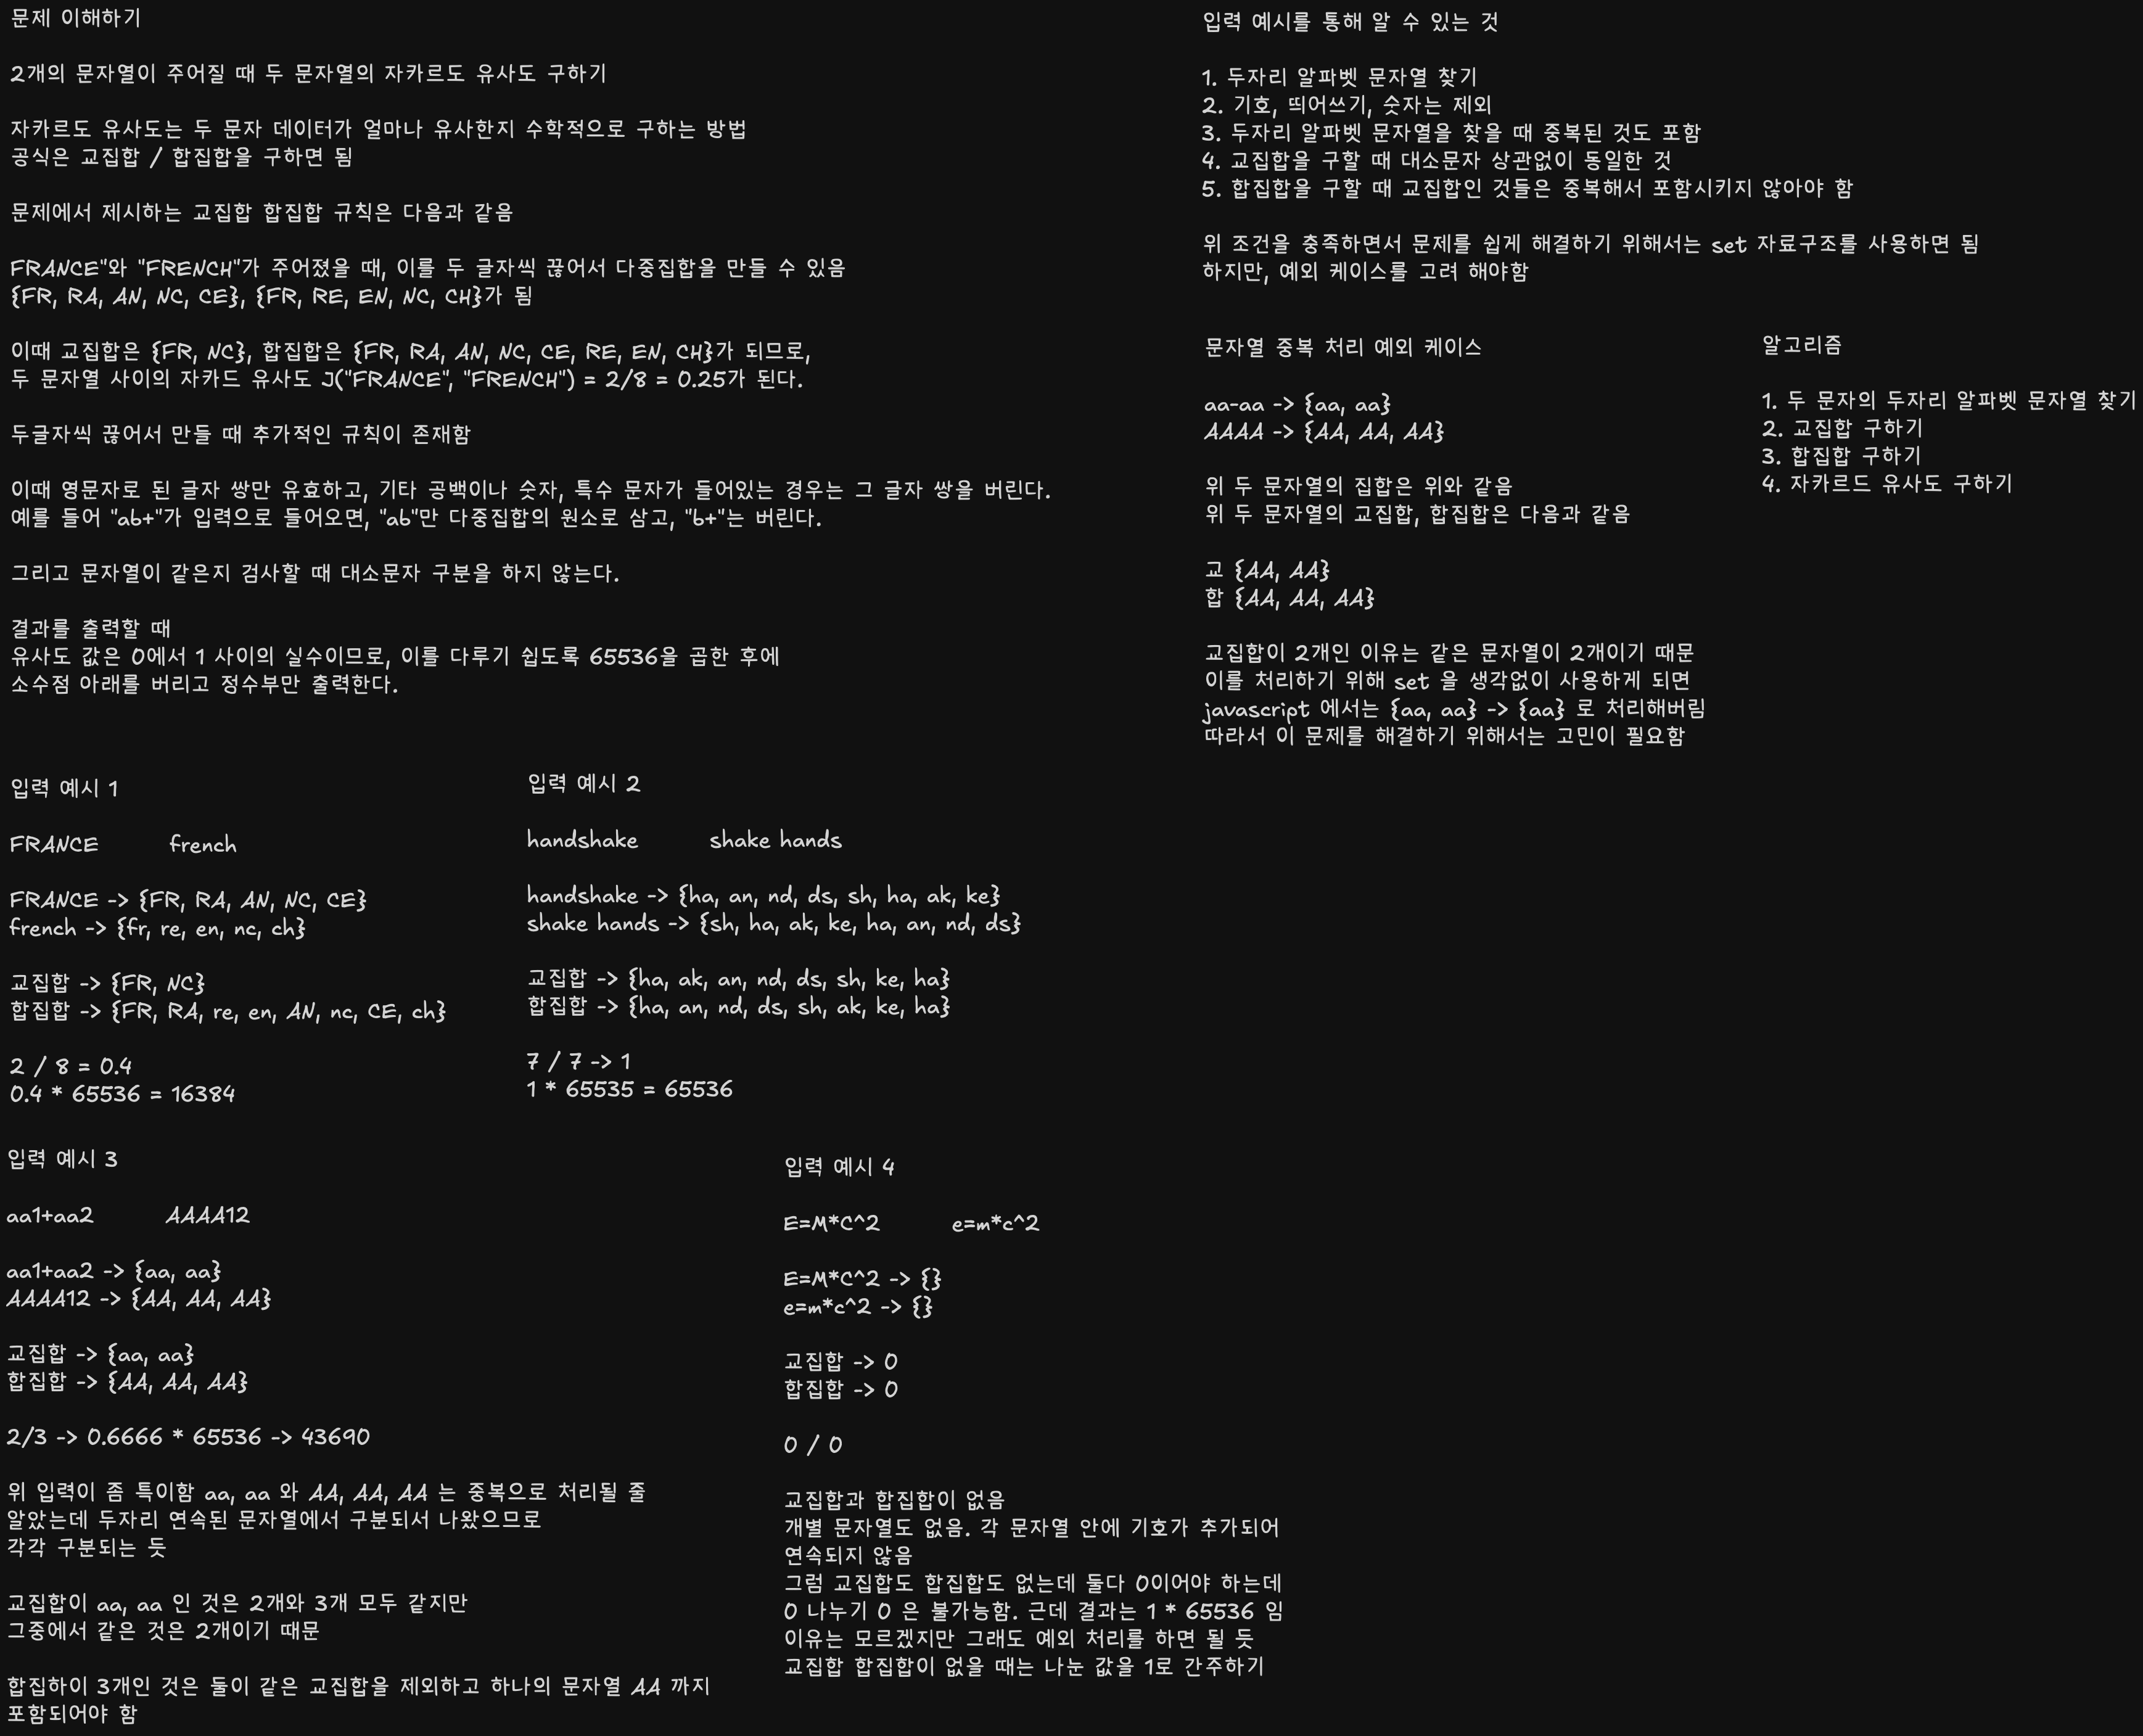 문제 이해하기
2개의 문자열이 주어질 때 두 문자열의 자카르도 유사도 구하기
자카르도 유사도는 두 문자 데이터가 얼마나 유사한지 수학적으로 구하는 방법
공식은 교집합 / 합집합을 구하면 됨
문제에서 제시하는 교집합 합집합 규칙은 다음과 같음
FRANCE"와 "FRENCH"가 주어졌을 때, 이를 두 글자씩 끊어서 다중집합을 만들 수 있음
{FR, RA, AN, NC, CE}, {FR, RE, EN, NC, CH}가 됨
이때 교집합은 {FR, NC}, 합집합은 {FR, RA, AN, NC, CE, RE, EN, CH}가 되므로,
두 문자열 사이의 자카드 유사도 J("FRANCE", "FRENCH") = 2/8 = 0.25가 된다.
두글자씩 끊어서 만들 때 추가적인 규칙이 존재함
이때 영문자로 된 글자 쌍만 유효하고, 기타 공백이나 숫자, 특수 문자가 들어있는 경우는 그 글자 쌍을 버린다.
예를 들어 "ab+"가 입력으로 들어오면, "ab"만 다중집합의 원소로 삼고, "b+"는 버린다.
그리고 문자열이 같은지 검사할 때 대소문자 구분을 하지 않는다.
결과를 출력할 때
유사도 값은 0에서 1 사이의 실수이므로, 이를 다루기 쉽도록 65536을 곱한 후에
소수점 아래를 버리고 정수부만 출력한다.
입력 예시를 통해 알 수 있는 것
1. 두자리 알파벳 문자열 찾기
2. 기호, 띄어쓰기, 숫자는 제외
3. 두자리 알파벳 문자열을 찾을 때 중복된 것도 포함
4. 교집합을 구할 때 대소문자 상관없이 동일한 것
5. 합집합을 구할 때 교집합인 것들은 중복해서 포함시키지 않아야 함
위 조건을 충족하면서 문제를 쉽게 해결하기 위해서는 set 자료구조를 사용하면 됨
하지만, 예외 케이스를 고려 해야함
문자열 중복 처리 예외 케이스
aa-aa -> {aa, aa}
AAAA -> {AA, AA, AA}
위 두 문자열의 집합은 위와 같음
위 두 문자열의 교집합, 합집합은 다음과 같음
교 {AA, AA}
합 {AA, AA, AA}
교집합이 2개인 이유는 같은 문자열이 2개이기 때문
이를 처리하기 위해 set 을 생각없이 사용하게 되면
javascript 에서는 {aa, aa} -> {aa} 로 처리해버림
따라서 이 문제를 해결하기 위해서는 고민이 필요함
알고리즘
1. 두 문자의 두자리 알파벳 문자열 찾기
2. 교집합 구하기
3. 합집합 구하기
4. 자카르드 유사도 구하기
입력 예시 1
FRANCE french
FRANCE -> {FR, RA, AN, NC, CE}
french -> {fr, re, en, nc, ch}
교집합 -> {FR, NC}
합집합 -> {FR, RA, re, en, AN, nc, CE, ch}
2 / 8 = 0.4
0.4 * 65536 = 16384
입력 예시 2
handshake shake hands
handshake -> {ha, an, nd, ds, sh, ha, ak, ke}
shake hands -> {sh, ha, ak, ke, ha, an, nd, ds}
교집합 -> {ha, ak, an, nd, ds, sh, ke, ha}
합집합 -> {ha, an, nd, ds, sh, ak, ke, ha}
7 / 7 -> 1
1 * 65535 = 65536
입력 예시 3
aa1+aa2 AAAA12
aa1+aa2 -> {aa, aa}
AAAA12 -> {AA, AA, AA}
교집합 -> {aa, aa}
합집합 -> {AA, AA, AA}
2/3 -> 0.6666 * 65536 -> 43690
위 입력이 좀 특이함 aa, aa 와 AA, AA, AA 는 중복으로 처리될 줄
알았는데 두자리 연속된 문자열에서 구분되서 나왔으므로
각각 구분되는 듯
교집합이 aa, aa 인 것은 2개와 3개 모두 같지만
그중에서 같은 것은 2개이기 때문
합집하이 3개인 것은 둘이 같은 교집합을 제외하고 하나의 문자열 AA 까지
포함되어야 함
입력 예시 4
E=M*C^2 e=m*c^2
E=M*C^2 -> {}
e=m*c^2 -> {}
교집합 -> 0
합집합 -> 0
0 / 0
교집합과 합집합이 없음
개별 문자열도 없음. 각 문자열 안에 기호가 추가되어
연속되지 않음
그럼 교집합도 합집합도 없는데 둘다 0이어야 하는데
0 나누기 0 은 불가능함. 근데 결과는 1 * 65536 임
이유는 모르겠지만 그래도 예외 처리를 하면 될 듯
교집합 합집합이 없을 때는 나눈 값을 1로 간주하기